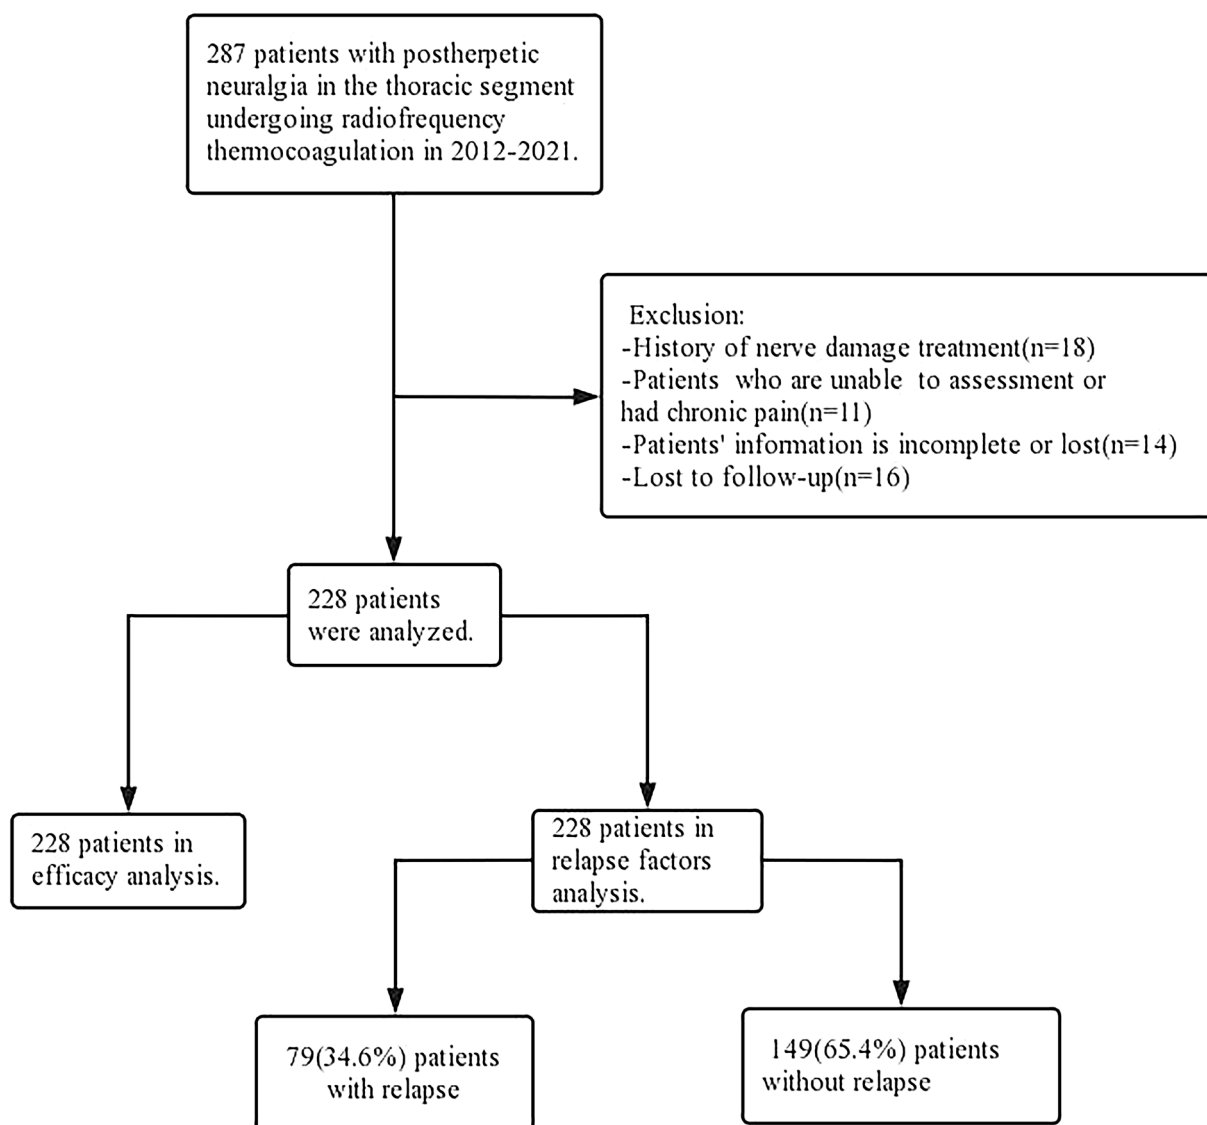 287 patients with postherpetic
neuralgia in the thoracic segment
undergoing radiofrequency
thermocoagulation in 2012-2021.
Exclusion:
-History of nerve damage treatment(n=18)
-Patients who are unable to assessment or
had chronic pain(n=11)
-Patients' information is incomplete or lost(n=14)
-Lost to follow-up(n=16)
228 patients
were analyzed.
228 patients in
efficacy analysis.
228 patients in
relapse factors
analysis.
79(34.6%) patients
with relapse
149(65.4%) patients
without relapse